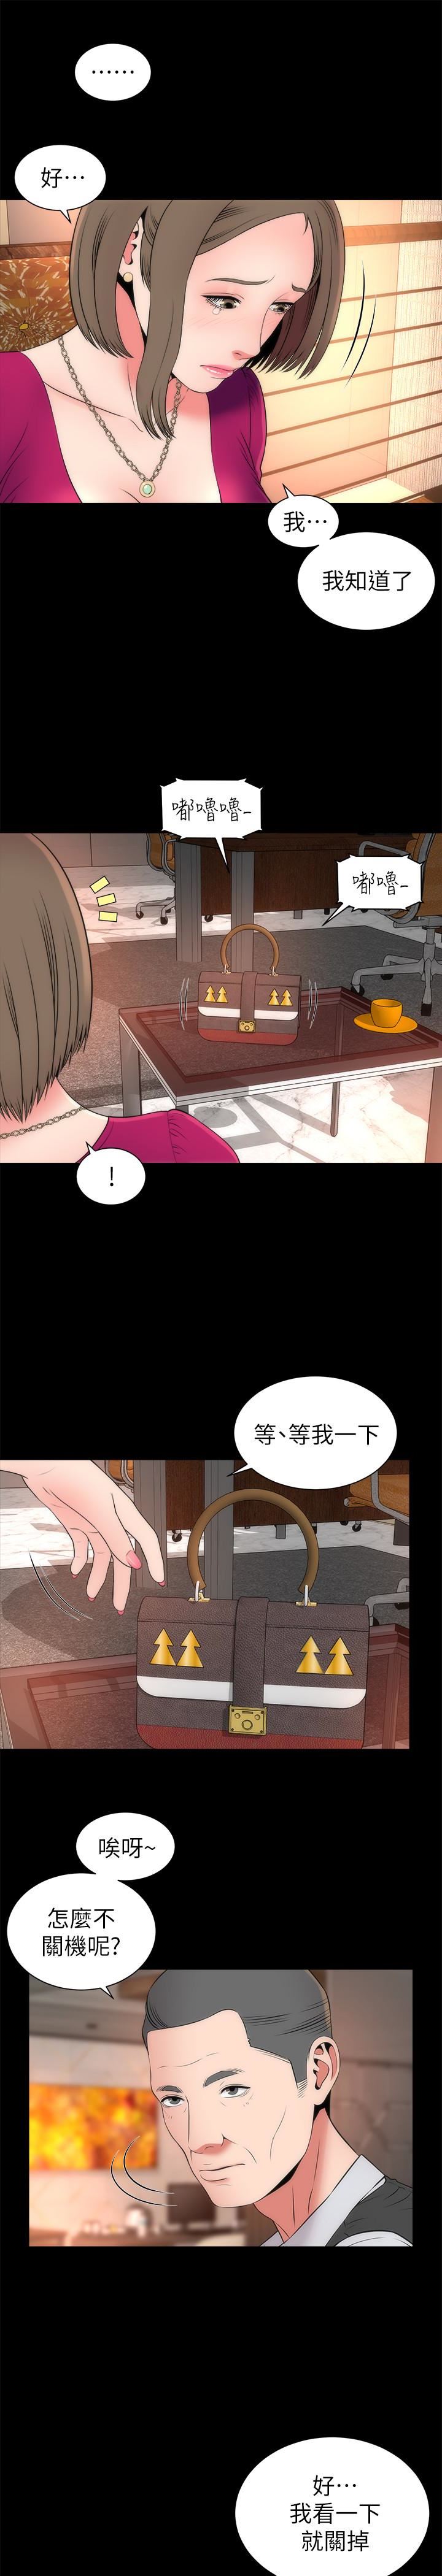 ……
好…
我…
我知道了
嘟嚕嚕-
嘟嚕-
!
等、等我一下
唉呀~
怎麼不
關機呢?
好…
我看一下
就關掉